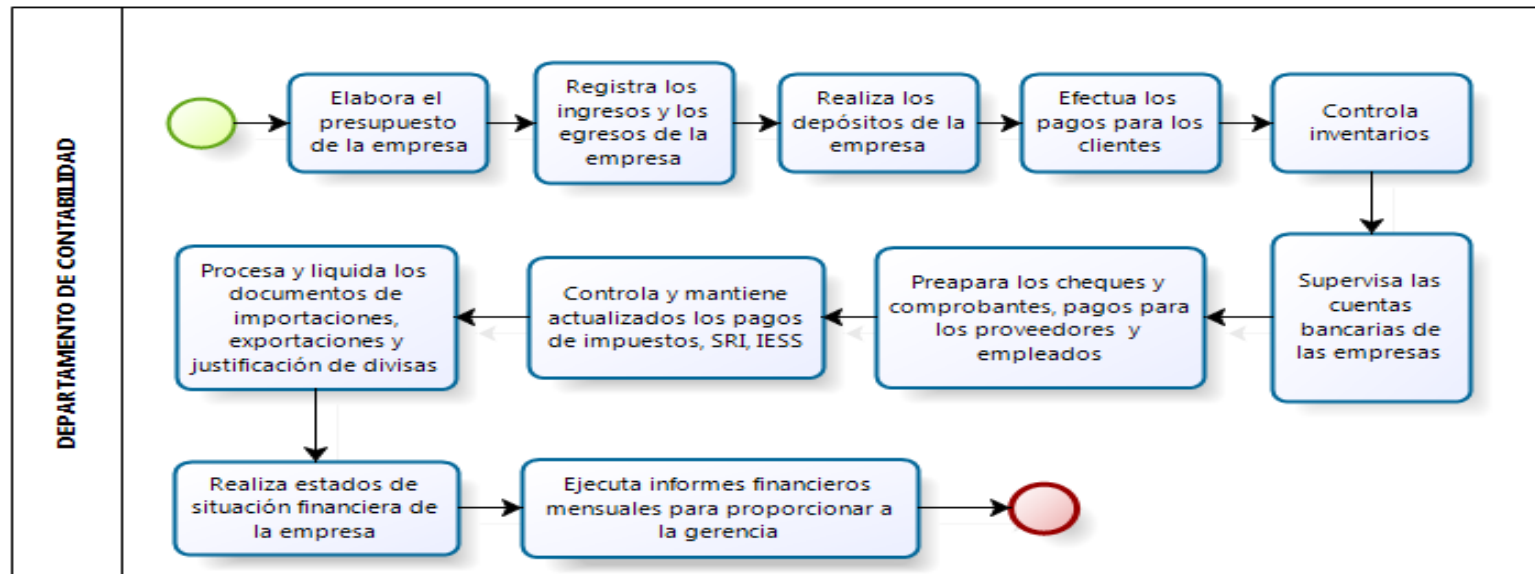 DEPARTAMENTO DE CONTABILIDAD
Elabora el
presupuesto
de la empresa
Registra los
ingresos y los
egresos de la
empresa
Realiza los
depósitos de la
empresa
Efectua los
pagos para los
clientes
Controla
inventarios
Supervisa las
cuentas
bancarias de
las empresas
Preapara los cheques y
comprobantes, pagos para
los proveedores y
empleados
Controla y mantiene
actualizados los pagos
de impuestos, SRI, IESS
Procesa y liquida los
documentos de
importaciones,
exportaciones y
justificación de divisas
Realiza estados de
situación financiera de
la empresa
Ejecuta informes financieros
mensuales para proporcionar a
la gerencia